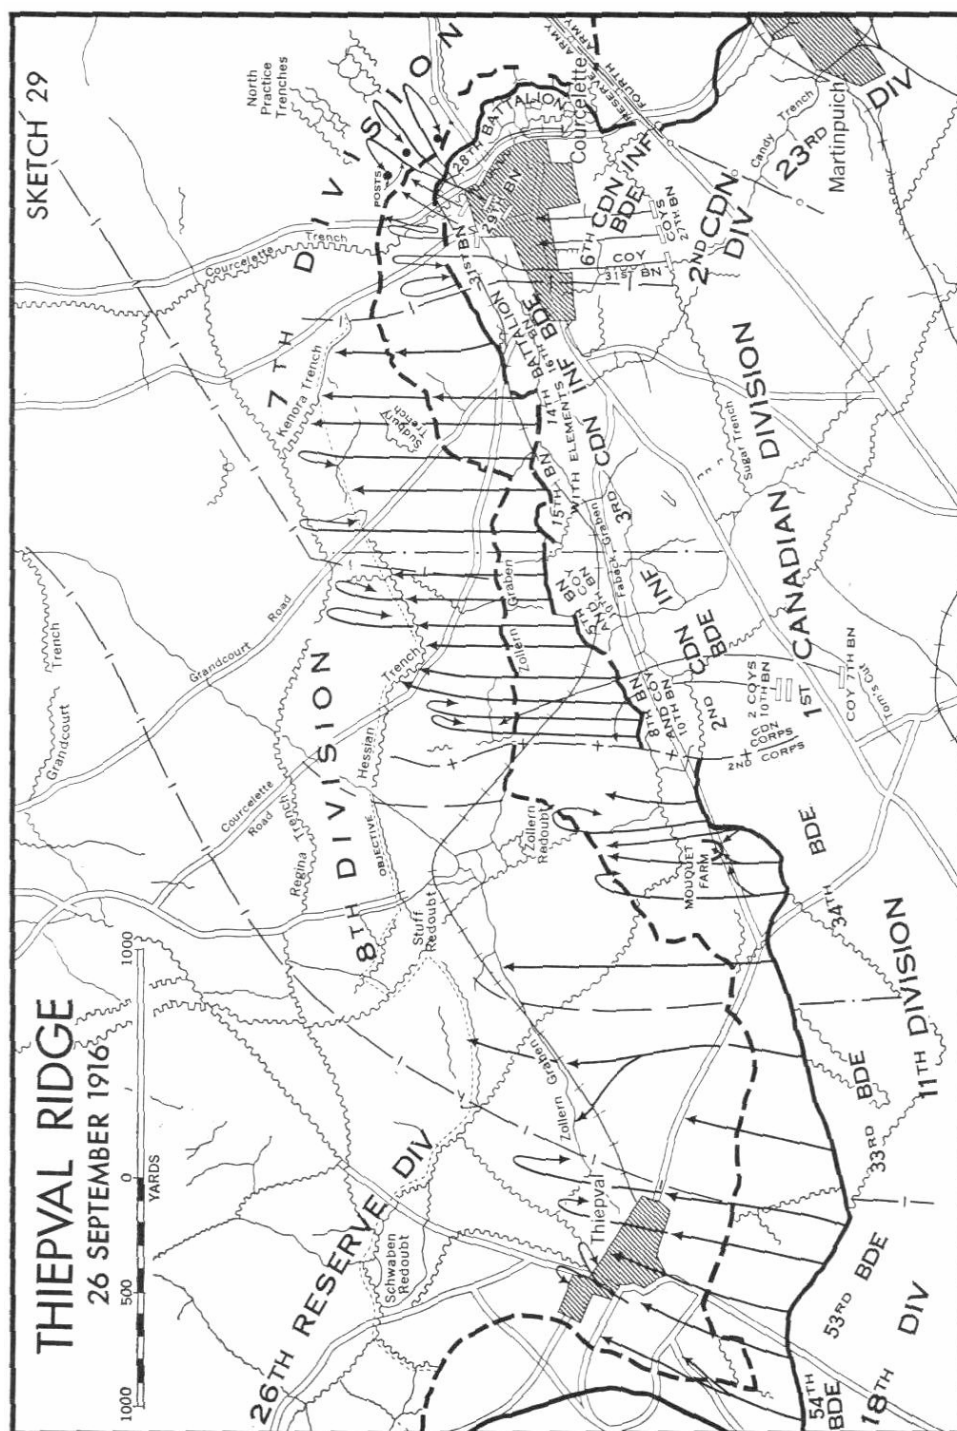 THIEPVAL RIDGE
26 SEPTEMBER 1916
1000 500 0 1000
YARDS
SKETCH 29
26TH RESERVE DIV
8TH DIVISION
7TH DIVISION
North
Practice
Trenches
POSTS
Courcelette Trench
Kenora Trench
Sudbury
Trench
Grandcourt Trench
Grandcourt Road
Courcelette
Road
Regina Trench
Hessian Trench
OBJECTIVE
Stuff
Redoubt
Schwaben
Redoubt
Zollern
Redoubt
Zollern Graben
Zollern Graben
Thiepval
MOUQUET
FARM
Faback Graben
Sugar Trench
Candy Trench
Tom's Cut
Courcelette
Martinpuich
RESERVE ARMY
FOURTH ARMY
28TH BATTALION
29TH BN
31ST BN
COY
31ST BN
COYS
27TH BN
6TH CDN INF
BDE
2ND CDN
DIV
23RD DIV
14TH BATTALION
15TH BN
WITH ELEMENTS 16TH BN
3RD CDN INF BDE
5TH BN
AND COY
10TH BN
8TH BN
AND COY
10TH BN
2ND CDN INF
BDE
2 COYS
10TH BN
COY 7TH BN
1ST CANADIAN DIVISION
CDN
CORPS
2ND CORPS
34TH BDE
33RD BDE
11TH DIVISION
53RD BDE
54TH
BDE
18TH DIV